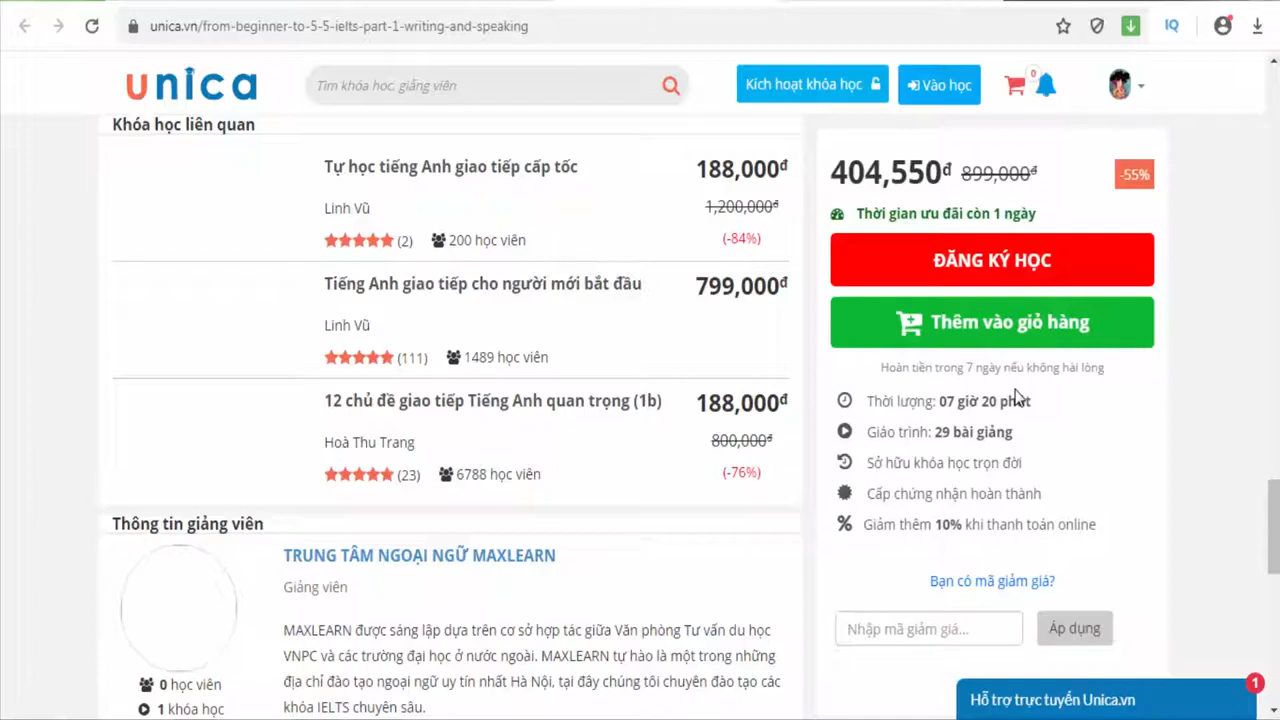 unica.vn/from-beginner-to-5-5-ielts-part-1-writing-and-speaking
IQ
unica
Tìm khóa học, giảng viên
Kích hoạt khóa học
Vào học
0
Khóa học liên quan
Tự học tiếng Anh giao tiếp cấp tốc
188,000đ
Linh Vũ
1,200,000đ
(2) 200 học viên
(-84%)
Tiếng Anh giao tiếp cho người mới bắt đầu
799,000đ
Linh Vũ
(111) 1489 học viên
12 chủ đề giao tiếp Tiếng Anh quan trọng (1b)
188,000đ
Hoà Thu Trang
800,000đ
(23) 6788 học viên
(-76%)
Thông tin giảng viên
TRUNG TÂM NGOẠI NGỮ MAXLEARN
Giảng viên
MAXLEARN được sáng lập dựa trên cơ sở hợp tác giữa Văn phòng Tư vấn du học
VNPC và các trường đại học ở nước ngoài. MAXLEARN tự hào là một trong những
địa chỉ đào tạo ngoại ngữ uy tín nhất Hà Nội, tại đây chúng tôi chuyên đào tạo các
khóa IELTS chuyên sâu.
0 học viên
1 khóa học
404,550đ 899,000đ -55%
Thời gian ưu đãi còn 1 ngày
ĐĂNG KÝ HỌC
Thêm vào giỏ hàng
Hoàn tiền trong 7 ngày nếu không hài lòng
Thời lượng: 07 giờ 20 phút
Giáo trình: 29 bài giảng
Sở hữu khóa học trọn đời
Cấp chứng nhận hoàn thành
Giảm thêm 10% khi thanh toán online
Bạn có mã giảm giá?
Nhập mã giảm giá...
Áp dụng
Hỗ trợ trực tuyến Unica.vn
1